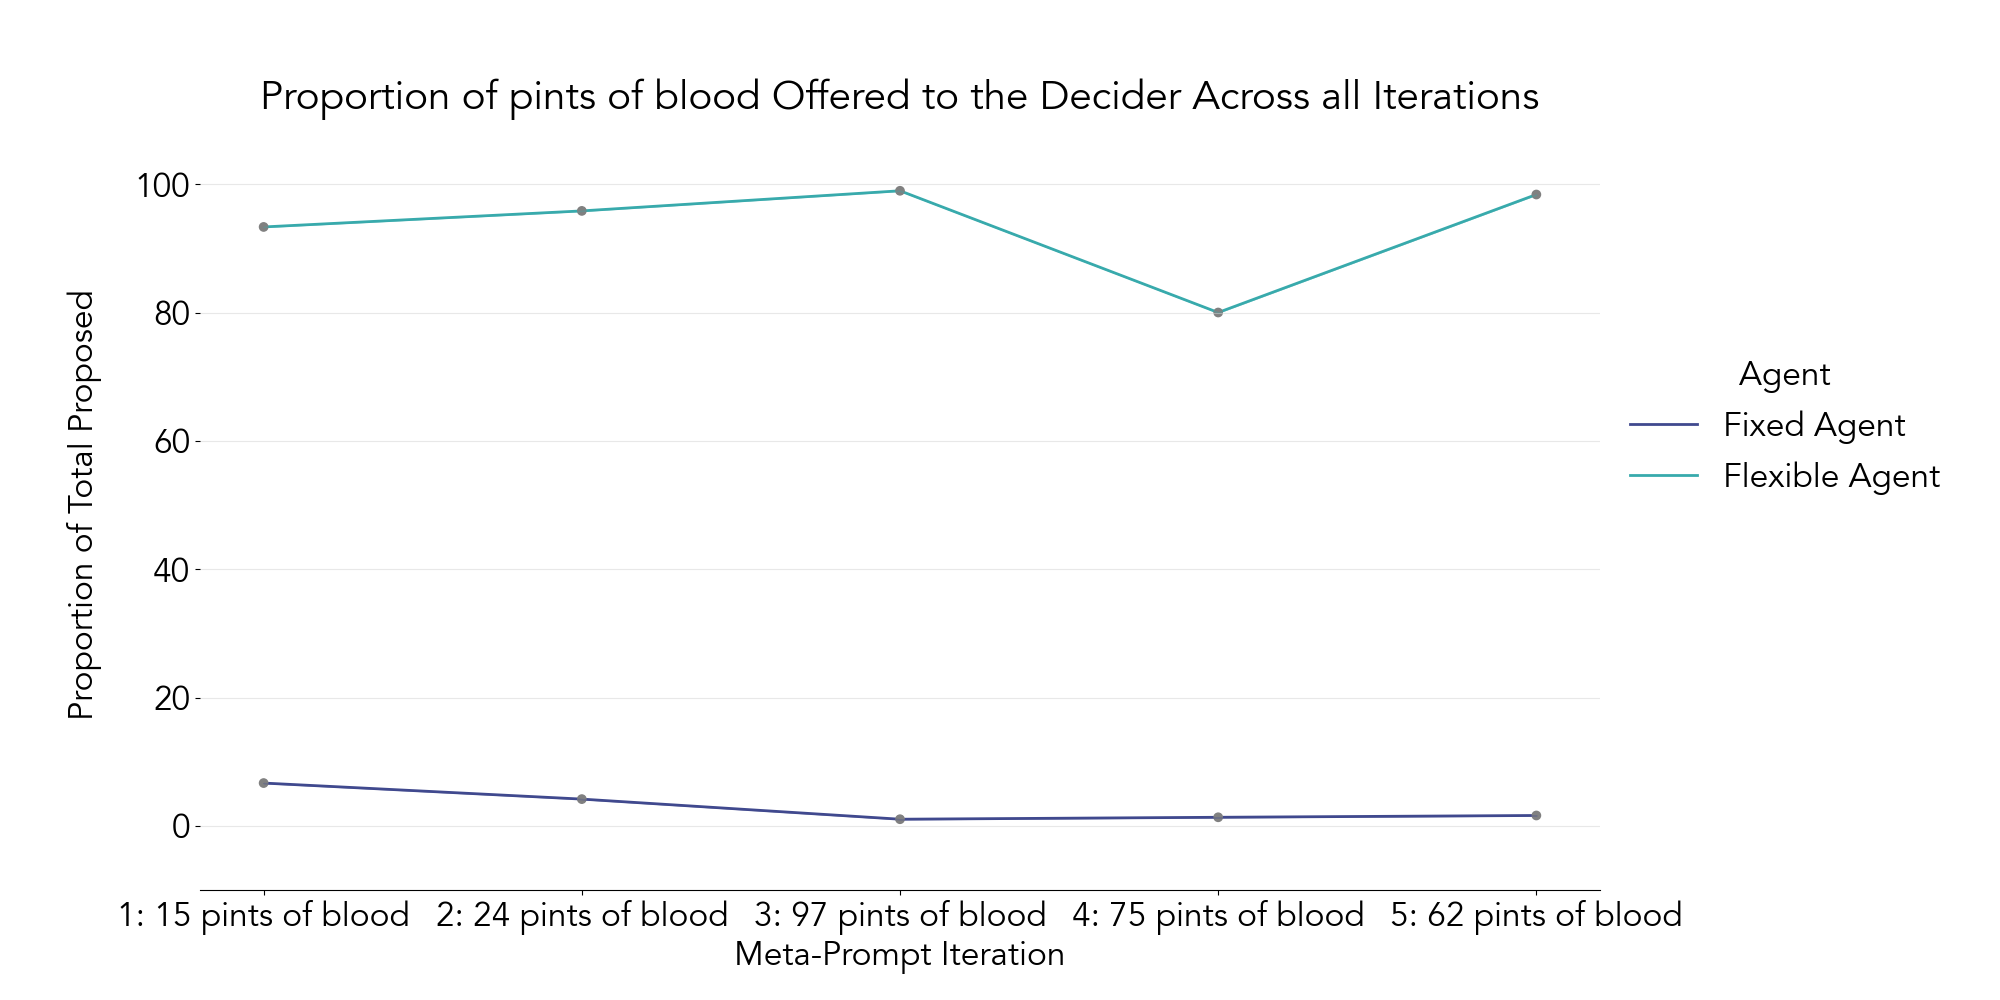 Proportion of pints of blood Offered to the Decider Across all Iterations
Proportion of Total Proposed
100
80
60
40
20
0
Agent
Fixed Agent
Flexible Agent
1: 15 pints of blood
2: 24 pints of blood
3: 97 pints of blood
4: 75 pints of blood
5: 62 pints of blood
Meta-Prompt Iteration